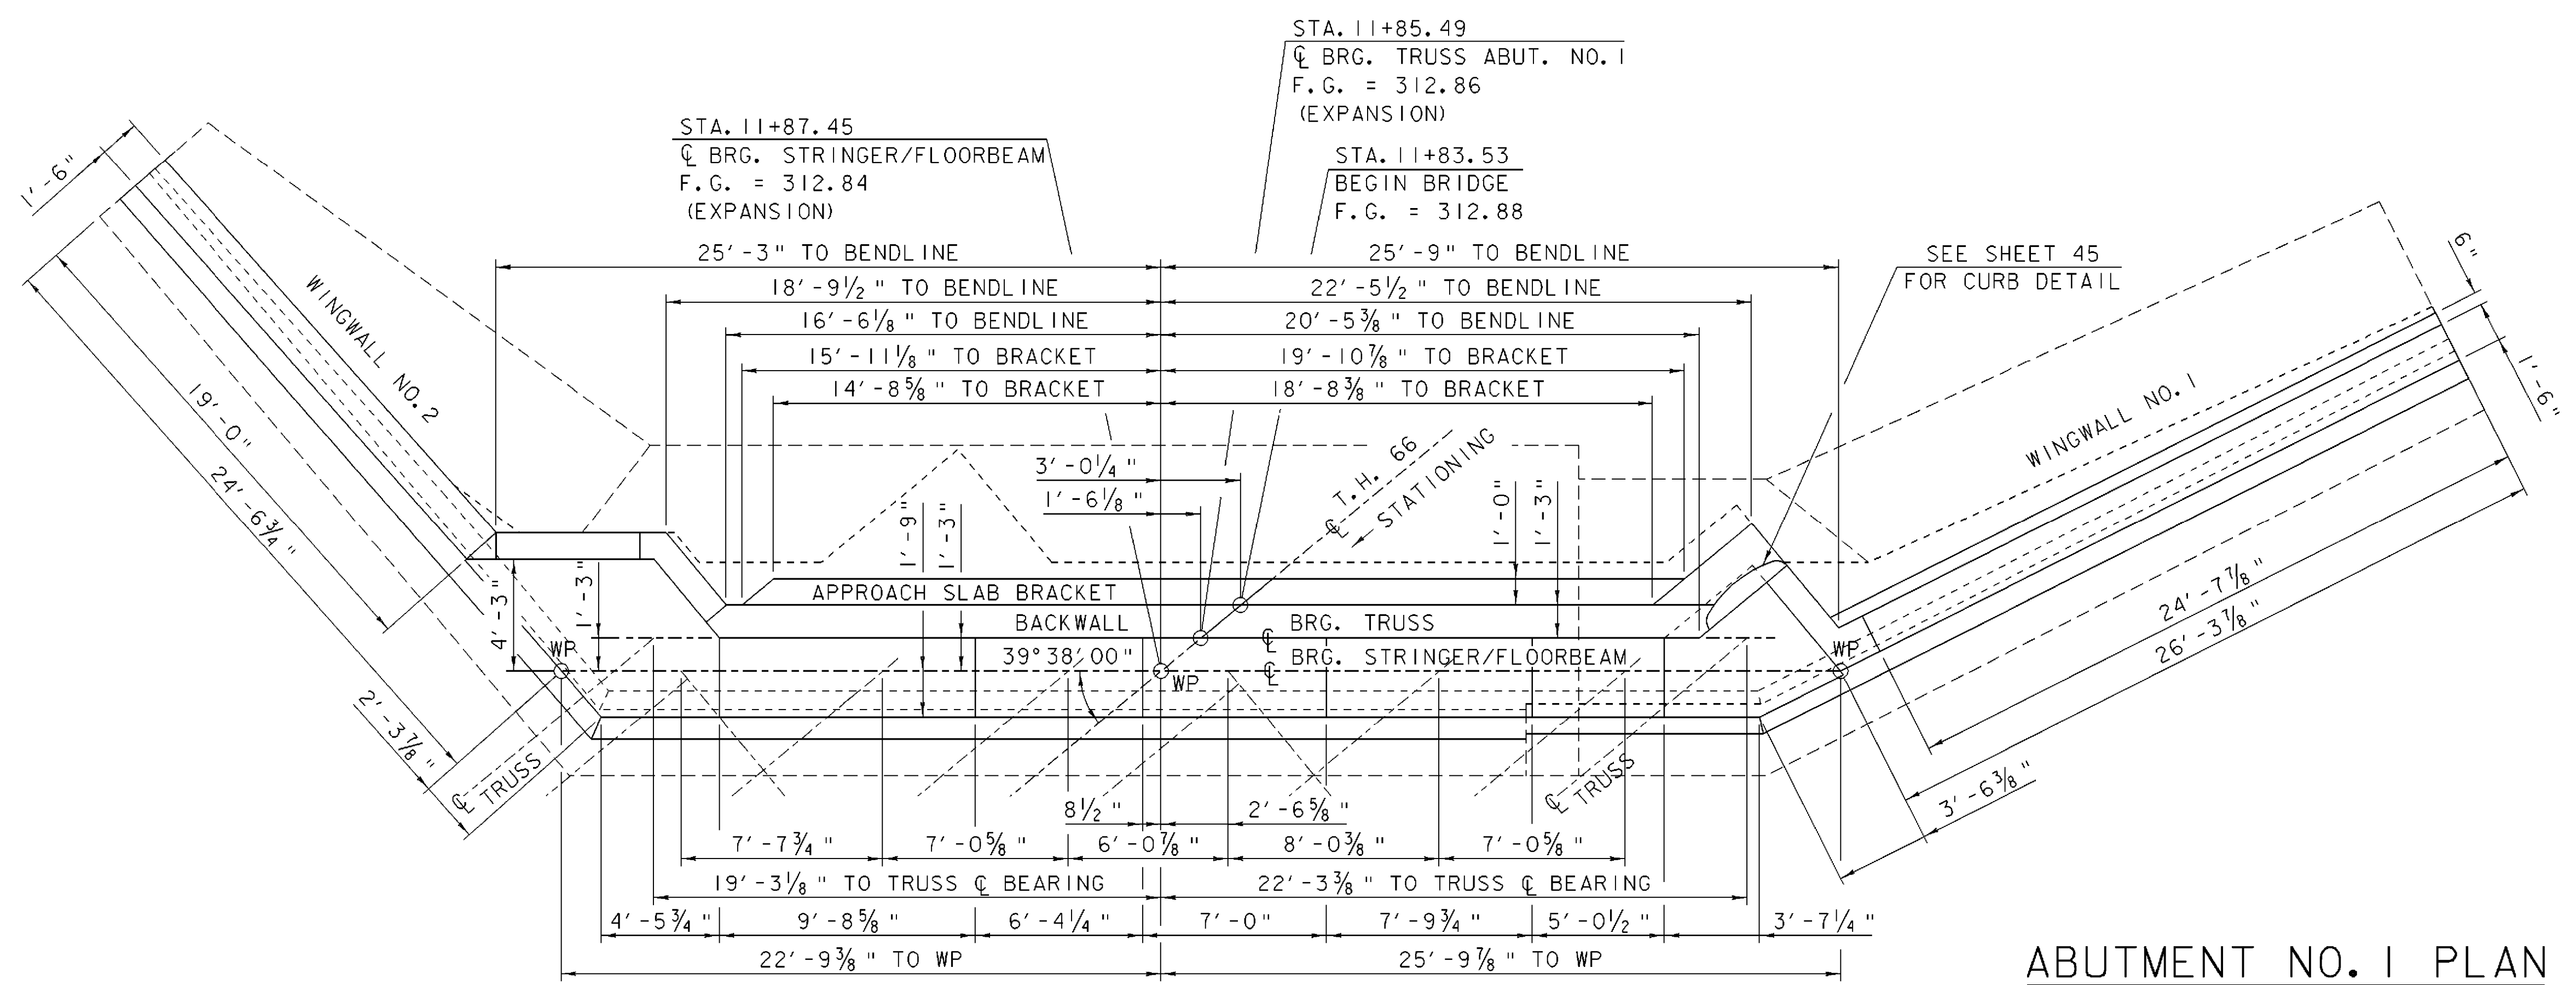 STA. 11+85.49
℄ BRG. TRUSS ABUT. NO. 1
F.G. = 312.86
(EXPANSION)
STA. 11+87.45
℄ BRG. STRINGER/FLOORBEAM
F.G. = 312.84
(EXPANSION)
STA. 11+83.53
BEGIN BRIDGE
F.G. = 312.88
1'-6"
25'-3" TO BENDLINE
25'-9" TO BENDLINE
SEE SHEET 45
FOR CURB DETAIL
6"
18'-9½" TO BENDLINE
22'-5½" TO BENDLINE
16'-6⅛" TO BENDLINE
20'-5⅜" TO BENDLINE
15'-11⅛" TO BRACKET
19'-10⅞" TO BRACKET
14'-8⅝" TO BRACKET
18'-8⅜" TO BRACKET
1'-6"
WINGWALL NO. 2
WINGWALL NO. 1
19'-0"
24'-6¾"
3'-0¼"
1'-6⅛"
℄ T.H. 66
STATIONING
1'-9"
1'-3"
1'-0"
1'-3"
4'-3"
1'-3"
APPROACH SLAB BRACKET
BACKWALL
℄ BRG. TRUSS
39°38'00"
℄ BRG. STRINGER/FLOORBEAM
WP
WP
WP
24'-7⅞"
26'-3⅞"
3'-6⅜"
2'-3⅞"
℄ TRUSS
℄ TRUSS
8½"
2'-6⅝"
7'-7¾"
7'-0⅝"
6'-0⅞"
8'-0⅜"
7'-0⅝"
19'-3⅛" TO TRUSS ℄ BEARING
22'-3⅜" TO TRUSS ℄ BEARING
4'-5¾"
9'-8⅝"
6'-4¼"
7'-0"
7'-9¾"
5'-0½"
3'-7¼"
22'-9⅜" TO WP
25'-9⅞" TO WP
ABUTMENT NO. 1 PLAN